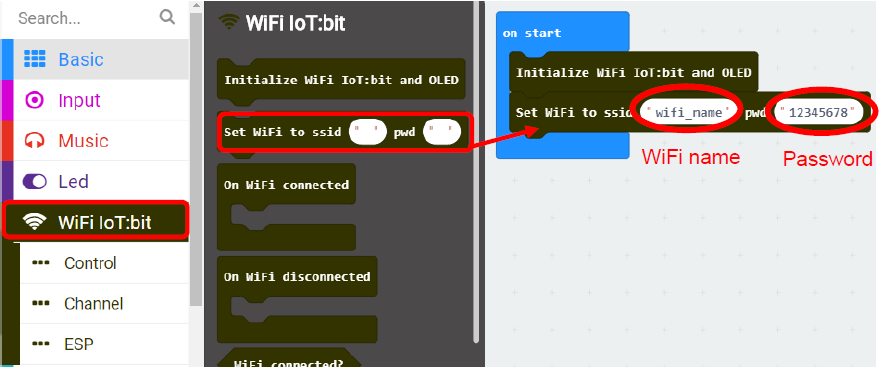 Search...
Basic
Input
Music
Led
WiFi IoT:bit
Control
Channel
ESP
WiFi IoT:bit
Initialize WiFi IoT:bit and OLED
Set WiFi to ssid " " pwd " "
On WiFi connected
On WiFi disconnected
WiFi connected?
on start
Initialize WiFi IoT:bit and OLED
Set WiFi to ssid "wifi_name" pwd "12345678"
WiFi name
Password